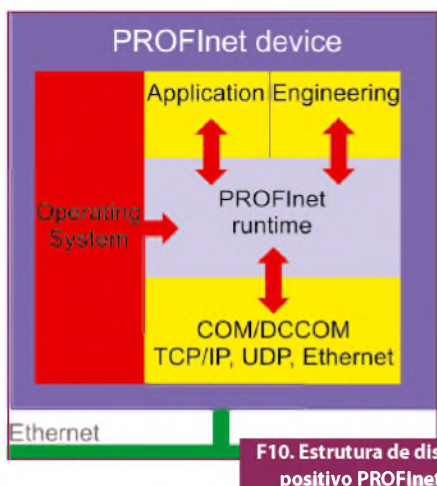 PROFInet device
Application
Engineering
Operating
System
PROFInet
runtime
COM/DCCOM
TCP/IP, UDP, Ethernet
Ethernet
F10. Estrutura de dis
positivo PROFInet